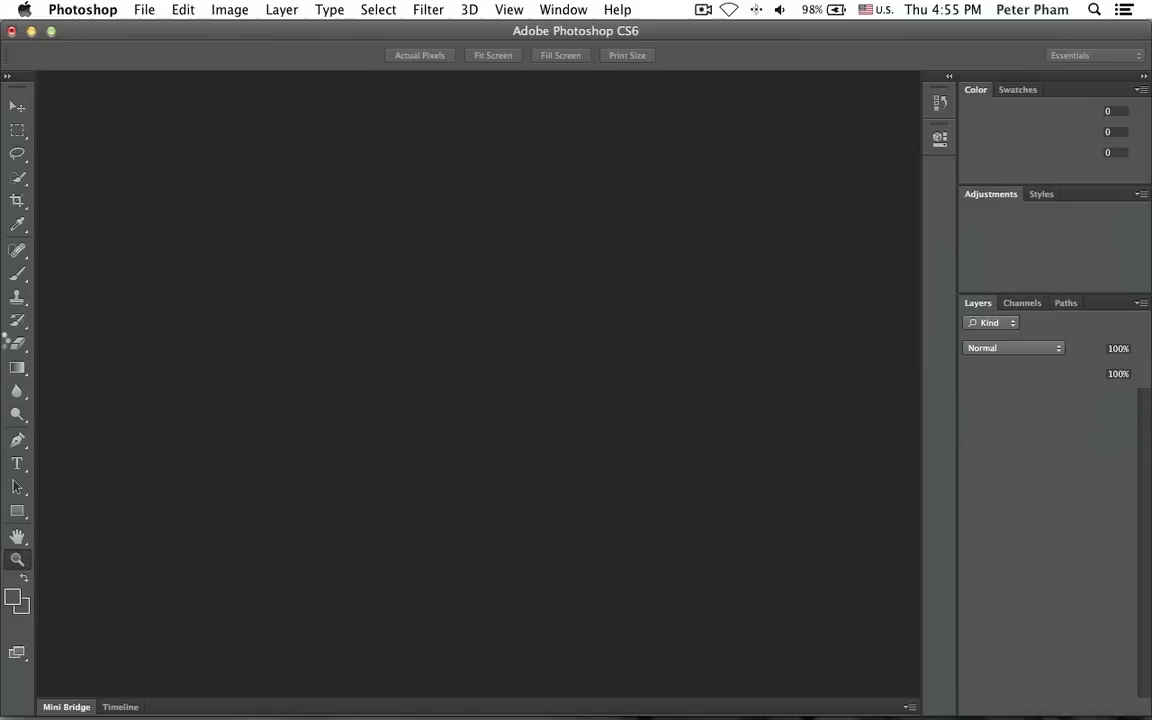 Photoshop File Edit Image Layer Type Select Filter 3D View Window Help 98% U.S. Thu 4:55 PM Peter Pham
Adobe Photoshop CS6
Actual Pixels Fit Screen Fill Screen Print Size Essentials
Color Swatches
0
0
0
Adjustments Styles
Layers Channels Paths
Kind
Normal 100%
100%
T
Mini Bridge Timeline